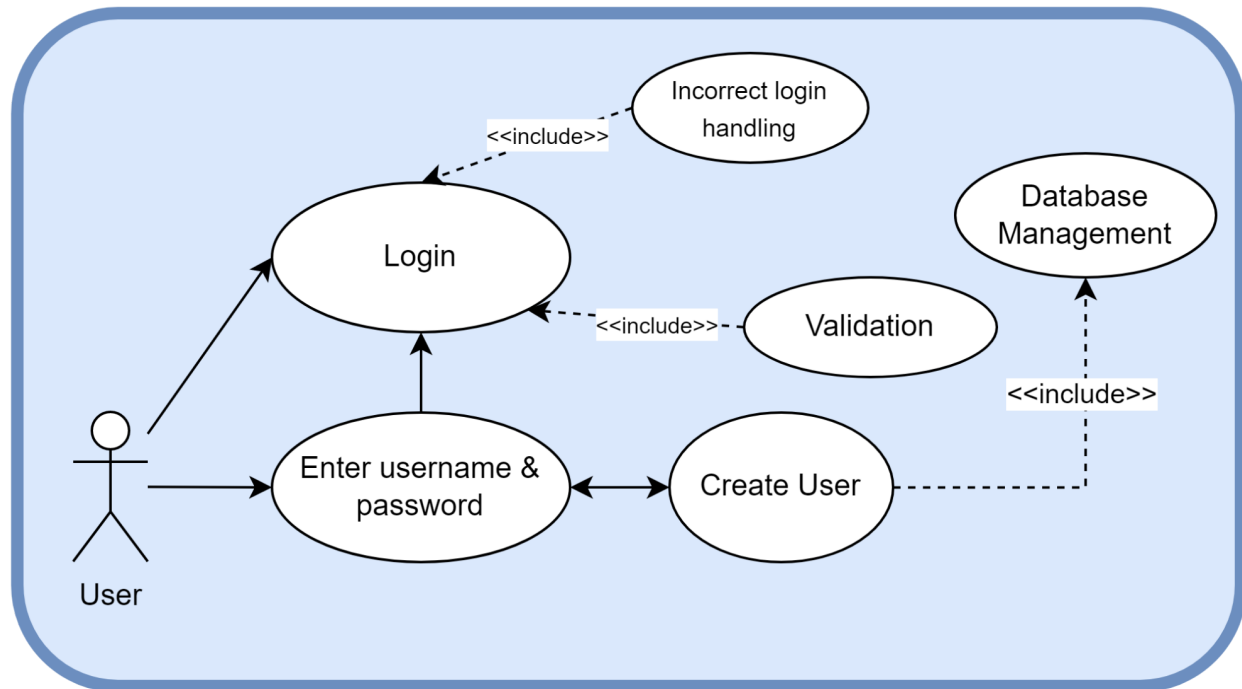 Incorrect login
handling
<<include>>
Database
Management
Login
<<include>>
Validation
<<include>>
Enter username &
password
Create User
User